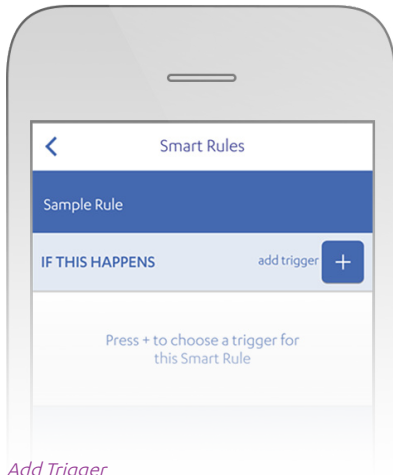 Smart Rules
Sample Rule
IF THIS HAPPENS add trigger +
Press + to choose a trigger for
this Smart Rule
Add Trigger